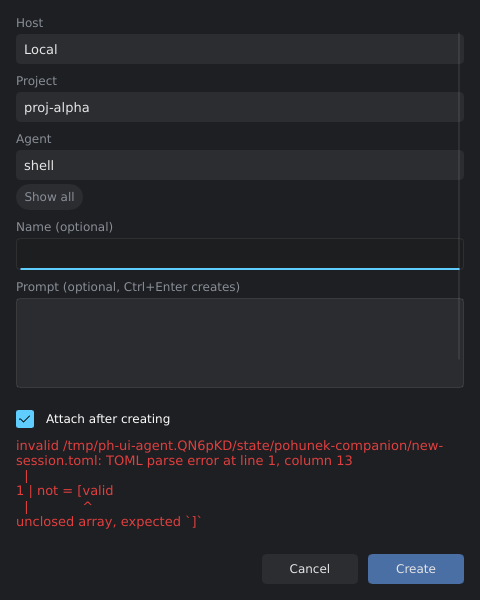 Host
Local
Project
proj-alpha
Agent
shell
Show all
Name (optional)
Prompt (optional, Ctrl+Enter creates)
Attach after creating
invalid /tmp/ph-ui-agent.QN6pKD/state/pohunek-companion/new-
session.toml: TOML parse error at line 1, column 13
  |
1 | not = [valid
  |             ^
unclosed array, expected `]`
Cancel
Create